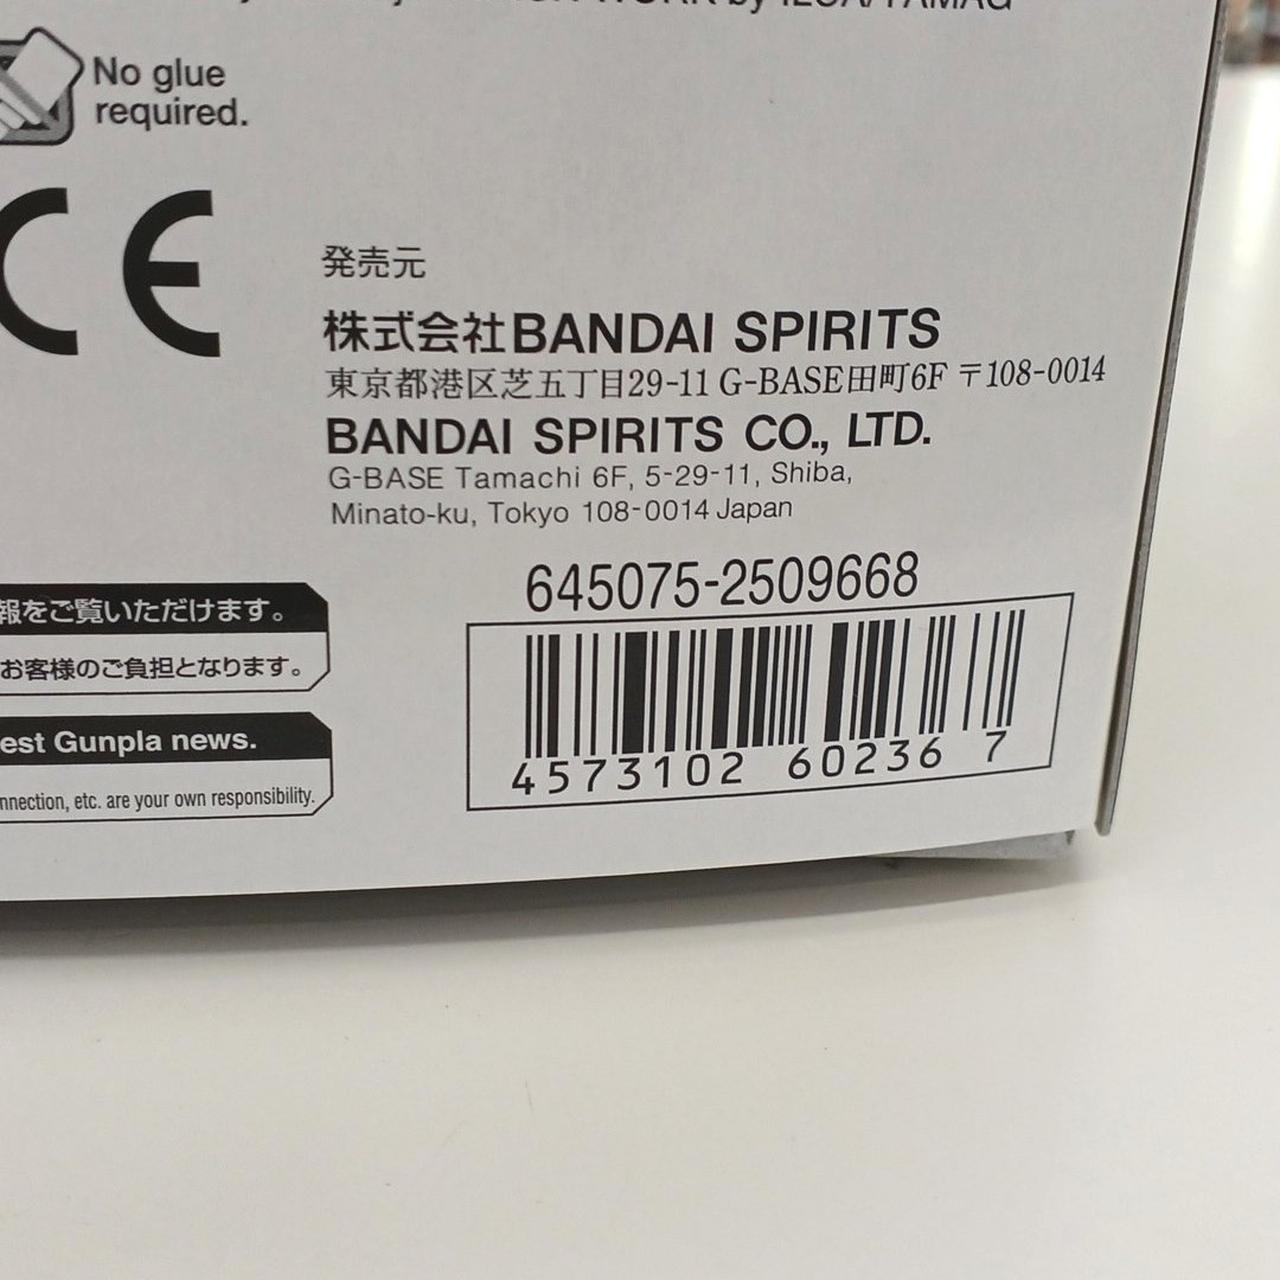 WORK by
No glue
required.
CE
発売元
株式会社BANDAI SPIRITS
東京都港区芝五丁目29-11 G-BASE田町6F 〒108-0014
BANDAI SPIRITS CO., LTD.
G-BASE Tamachi 6F, 5-29-11, Shiba,
Minato-ku, Tokyo 108-0014 Japan
645075-2509668
4573102 60236 7
報をご覧いただけます。
お客様のご負担となります。
est Gunpla news.
nnection, etc. are your own responsibility.